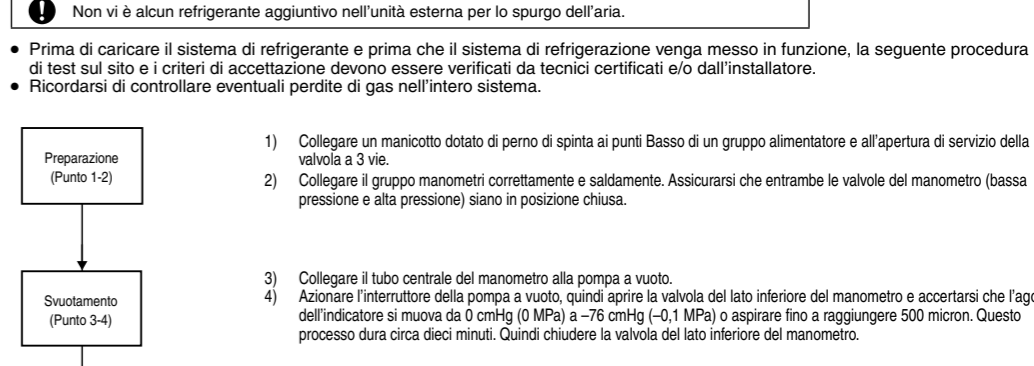 Non vi è alcun refrigerante aggiuntivo nell'unità esterna per lo spurgo dell'aria.
• Prima di caricare il sistema di refrigerante e prima che il sistema di refrigerazione venga messo in funzione, la seguente procedura
di test sul sito e i criteri di accettazione devono essere verificati da tecnici certificati e/o dall'installatore.
• Ricordarsi di controllare eventuali perdite di gas nell'intero sistema.
Preparazione
(Punto 1-2)
1) Collegare un manicotto dotato di perno di spinta ai punti Basso di un gruppo alimentatore e all'apertura di servizio della
valvola a 3 vie.
2) Collegare il gruppo manometri correttamente e saldamente. Assicurarsi che entrambe le valvole del manometro (bassa
pressione e alta pressione) siano in posizione chiusa.
Svuotamento
(Punto 3-4)
3) Collegare il tubo centrale del manometro alla pompa a vuoto.
4) Azionare l'interruttore della pompa a vuoto, quindi aprire la valvola del lato inferiore del manometro e accertarsi che l'ago
dell'indicatore si muova da 0 cmHg (0 MPa) a –76 cmHg (–0,1 MPa) o aspirare fino a raggiungere 500 micron. Questo
processo dura circa dieci minuti. Quindi chiudere la valvola del lato inferiore del manometro.